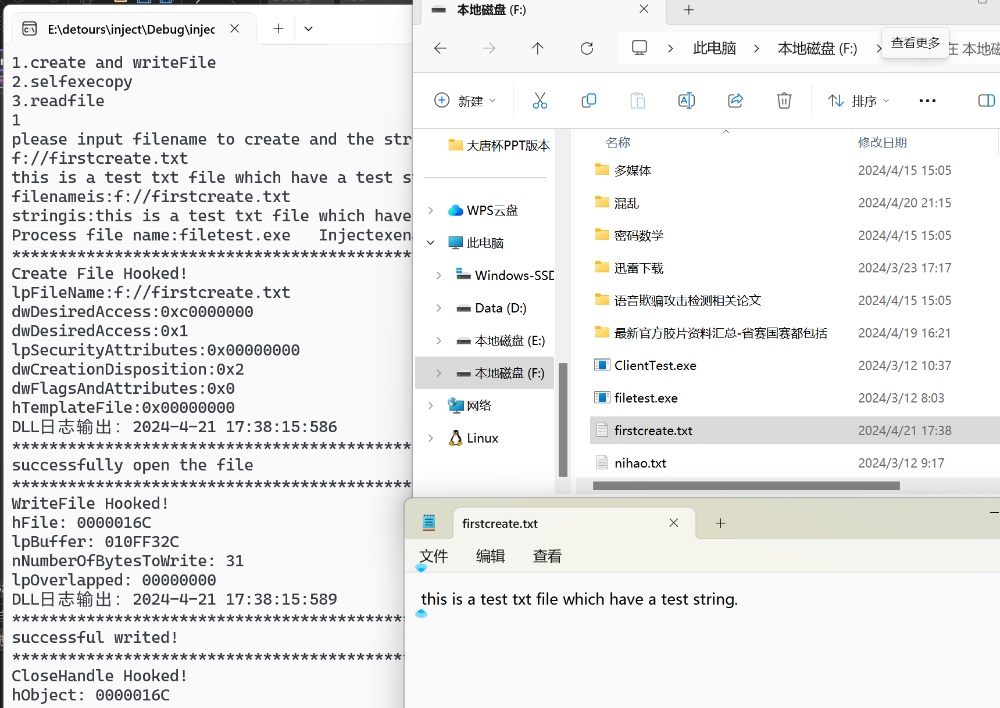 E:\detours\inject\Debug\injec
1.create and writeFile
2.selfexecopy
3.readfile
1
please input filename to create and the str
f://firstcreate.txt
this is a test txt file which have a test s
filenameis:f://firstcreate.txt
stringis:this is a test txt file which have
Process file name:filetest.exe   Injectexen
*******************************************
Create File Hooked!
lpFileName:f://firstcreate.txt
dwDesiredAccess:0xc0000000
dwDesiredAccess:0x1
lpSecurityAttributes:0x00000000
dwCreationDisposition:0x2
dwFlagsAndAttributes:0x0
hTemplateFile:0x00000000
DLL日志输出：2024-4-21 17:38:15:586
*******************************************
successfully open the file
*******************************************
WriteFile Hooked!
hFile: 0000016C
lpBuffer: 010FF32C
nNumberOfBytesToWrite: 31
lpOverlapped: 00000000
DLL日志输出：2024-4-21 17:38:15:589
*******************************************
successful writed!
*******************************************
CloseHandle Hooked!
hObject: 0000016C
本地磁盘 (F:)
此电脑 > 本地磁盘 (F:) >
查看更多
在 本地磁
新建
排序
大唐杯PPT版本
WPS云盘
此电脑
Windows-SSD
Data (D:)
本地磁盘 (E:)
本地磁盘 (F:)
网络
Linux
名称 修改日期
多媒体 2024/4/15 15:05
混乱 2024/4/20 21:15
密码数学 2024/4/15 15:05
迅雷下载 2024/3/23 17:17
语音欺骗攻击检测相关论文 2024/4/15 15:05
最新官方胶片资料汇总-省赛国赛都包括 2024/4/19 16:21
ClientTest.exe 2024/3/12 10:37
filetest.exe 2024/3/12 8:03
firstcreate.txt 2024/4/21 17:38
nihao.txt 2024/3/12 9:17
firstcreate.txt
文件 编辑 查看
this is a test txt file which have a test string.